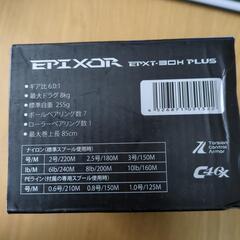 EPIXOR EPXT-30H PLUS
・ギア比 6.0:1
・最大ドラグ 8kg
・標準自重 255g
・ボールベアリング数 7
・ローラーベアリング数 1
・最大巻上長 85cm
Torsion Control Armor
C46X
ナイロン(標準スプール使用時)
号/M 2号/220M 2.5号/180M 3号/150M
lb/M 6lb/240M 8lb/200M 10lb/160M
PEライン(付属の専用スプール使用時)
号/M 0.6号/210M 0.8号/150M 1.0号/125M